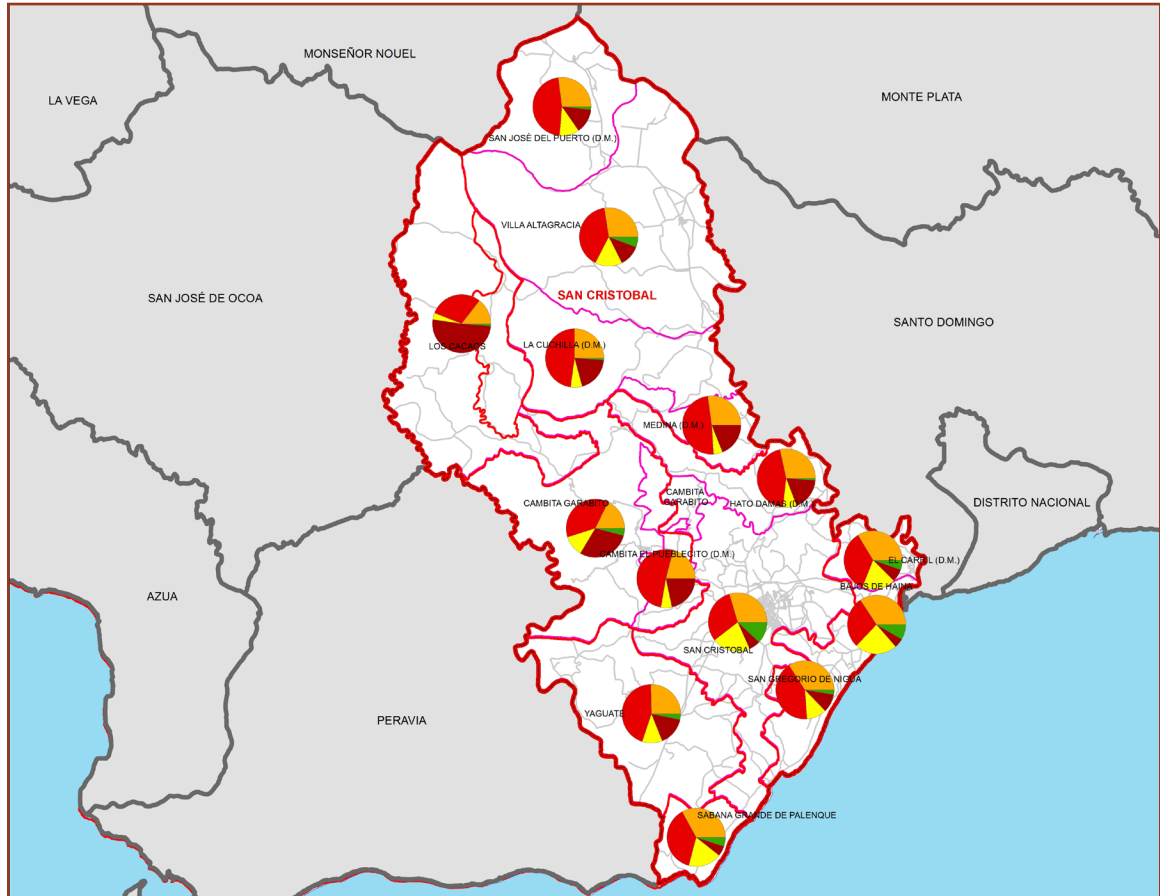 MONSEÑOR NOUEL
LA VEGA
MONTE PLATA
SAN JOSÉ DEL PUERTO (D.M.)
VILLA ALTAGRACIA
SAN JOSÉ DE OCOA
SAN CRISTOBAL
SANTO DOMINGO
LOS CACAOS
LA CUCHILLA (D.M.)
MEDINA (D.M.)
CAMBITA
GARABITO
CAMBITA GARABITO
HATO DAMAS (D.M.)
DISTRITO NACIONAL
CAMBITA EL PUEBLECITO (D.M.)
EL CARRIL (D.M.)
BAJOS DE HAINA
AZUA
SAN CRISTOBAL
SAN GREGORIO DE NIGUA
YAGUATE
PERAVIA
SABANA GRANDE DE PALENQUE